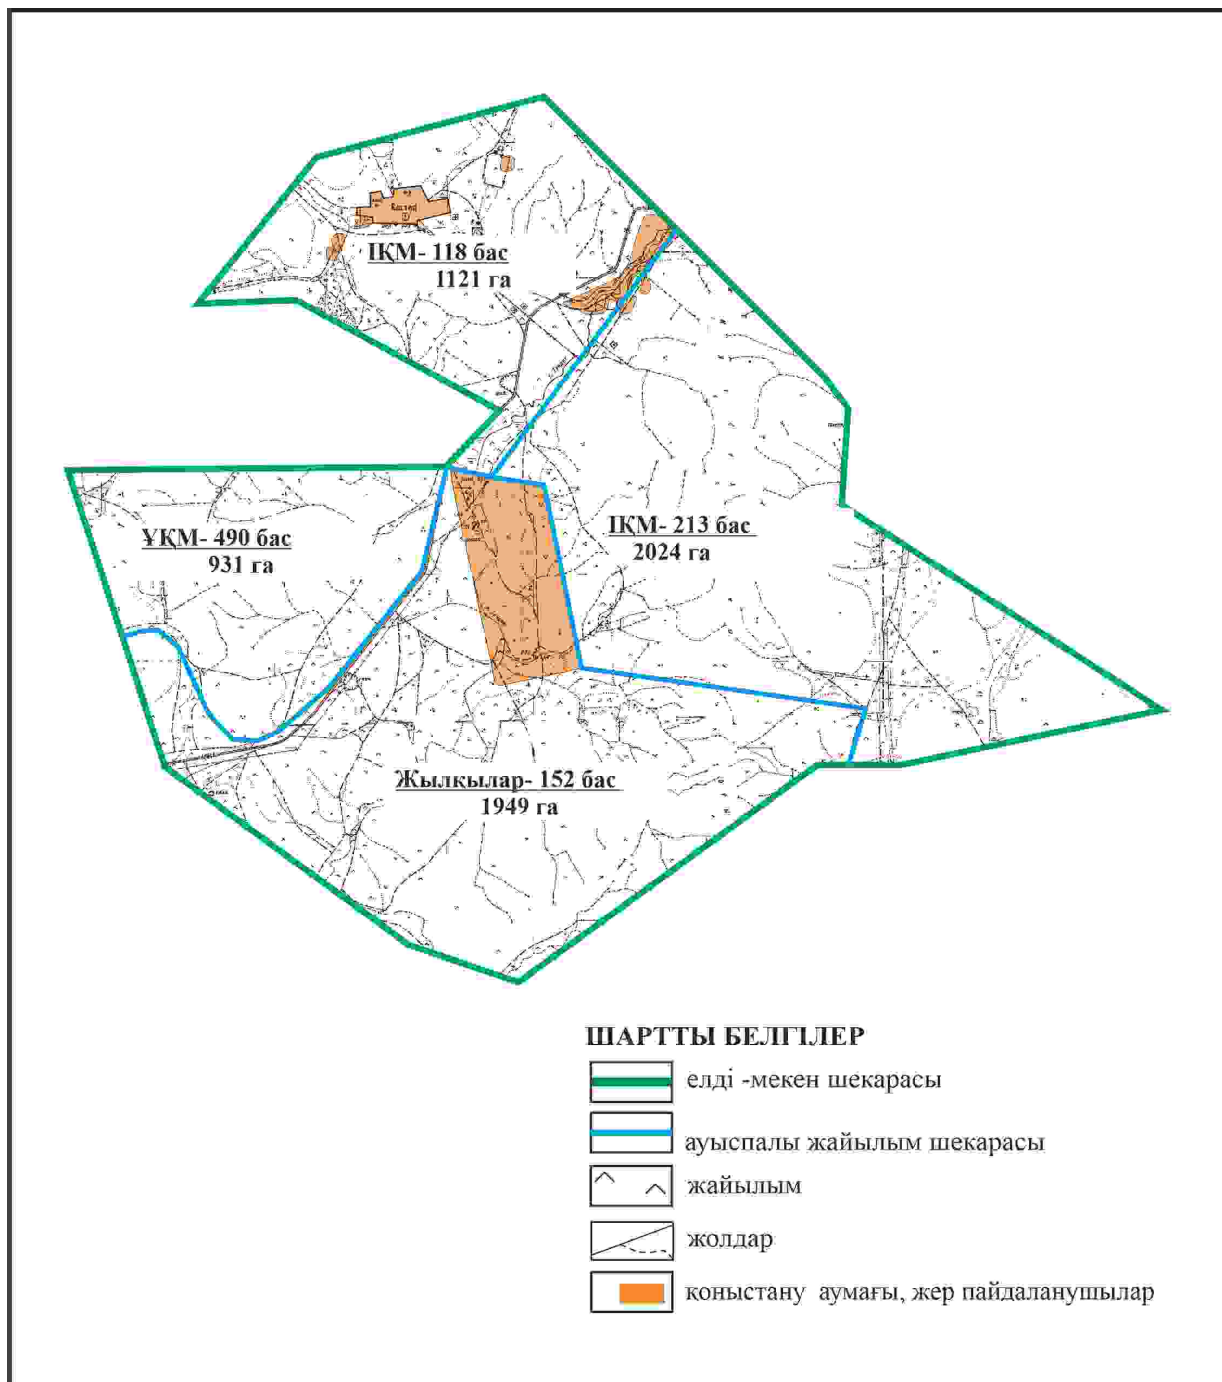 ІҚМ- 118 бас
1121 га
ҰҚМ- 490 бас
931 га
ІҚМ- 213 бас
2024 га
Жылқылар- 152 бас
1949 га
ШАРТТЫ БЕЛГІЛЕР
елді -мекен шекарасы
ауыспалы жайылым шекарасы
жайылым
жолдар
қоныстану аумағы, жер пайдаланушылар